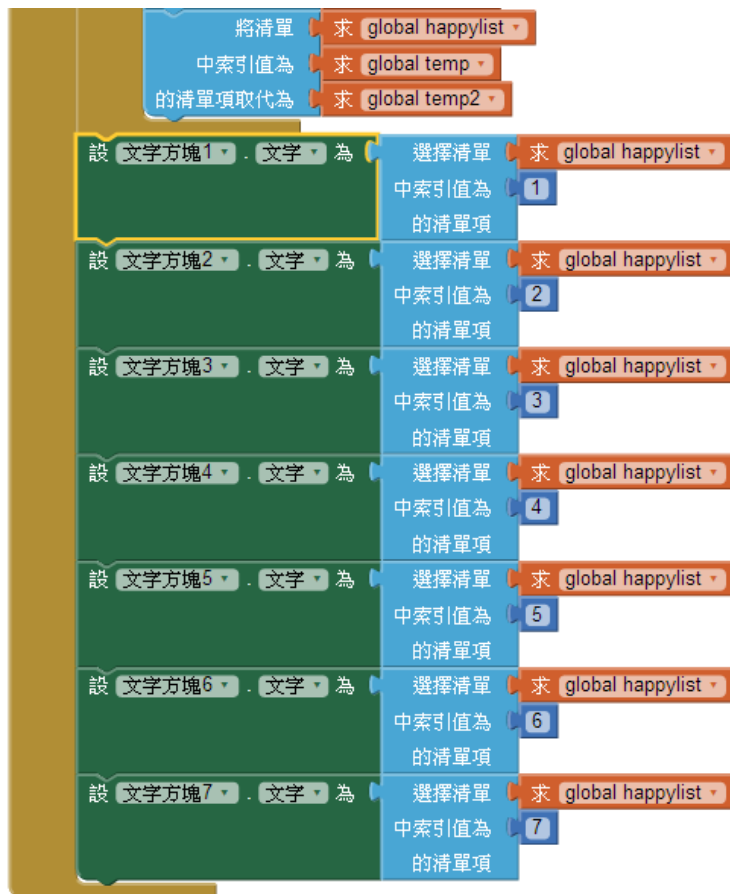 將清單 求 global happylist
中索引值為 求 global temp
的清單項取代為 求 global temp2
設 文字方塊1 . 文字 為 選擇清單 求 global happylist
中索引值為 1
的清單項
設 文字方塊2 . 文字 為 選擇清單 求 global happylist
中索引值為 2
的清單項
設 文字方塊3 . 文字 為 選擇清單 求 global happylist
中索引值為 3
的清單項
設 文字方塊4 . 文字 為 選擇清單 求 global happylist
中索引值為 4
的清單項
設 文字方塊5 . 文字 為 選擇清單 求 global happylist
中索引值為 5
的清單項
設 文字方塊6 . 文字 為 選擇清單 求 global happylist
中索引值為 6
的清單項
設 文字方塊7 . 文字 為 選擇清單 求 global happylist
中索引值為 7
的清單項